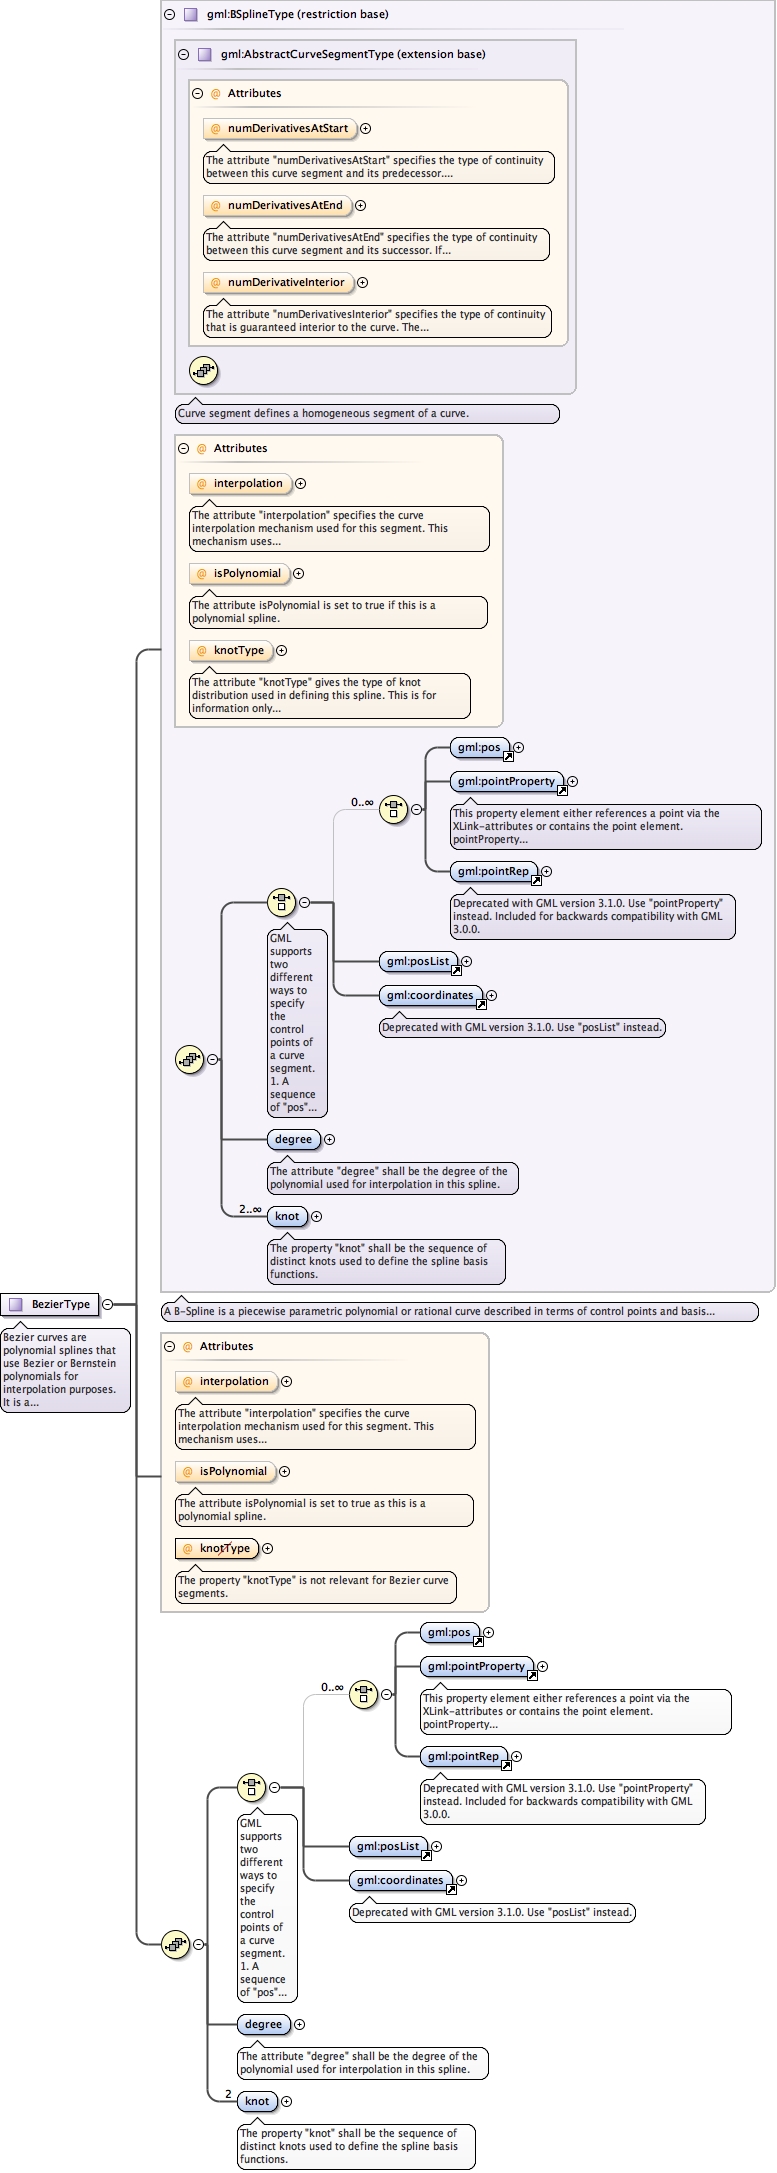 gml:BSplineType (restriction base)
gml:AbstractCurveSegmentType (extension base)
@ Attributes
@ numDerivativesAtStart
The attribute "numDerivativesAtStart" specifies the type of continuity
between this curve segment and its predecessor....
@ numDerivativesAtEnd
The attribute "numDerivativesAtEnd" specifies the type of continuity
between this curve segment and its successor. If...
@ numDerivativeInterior
The attribute "numDerivativesInterior" specifies the type of continuity
that is guaranteed interior to the curve. The...
Curve segment defines a homogeneous segment of a curve.
@ Attributes
@ interpolation
The attribute "interpolation" specifies the curve
interpolation mechanism used for this segment. This
mechanism uses...
@ isPolynomial
The attribute isPolynomial is set to true if this is a
polynomial spline.
@ knotType
The attribute "knotType" gives the type of knot
distribution used in defining this spline. This is for
information only...
gml:pos
gml:pointProperty
0..∞
This property element either references a point via the
XLink-attributes or contains the point element.
pointProperty...
gml:pointRep
Deprecated with GML version 3.1.0. Use "pointProperty"
instead. Included for backwards compatibility with GML
3.0.0.
GML
supports
two
different
ways to
specify
the
control
points of
a curve
segment.
1. A
sequence
of "pos"...
gml:posList
gml:coordinates
Deprecated with GML version 3.1.0. Use "posList" instead.
degree
The attribute "degree" shall be the degree of the
polynomial used for interpolation in this spline.
2..∞
knot
The property "knot" shall be the sequence of
distinct knots used to define the spline basis
functions.
BezierType
Bezier curves are
polynomial splines that
use Bezier or Bernstein
polynomials for
interpolation purposes.
It is a...
A B-Spline is a piecewise parametric polynomial or rational curve described in terms of control points and basis...
@ Attributes
@ interpolation
The attribute "interpolation" specifies the curve
interpolation mechanism used for this segment. This
mechanism uses...
@ isPolynomial
The attribute isPolynomial is set to true as this is a
polynomial spline.
@ knotType
The property "knotType" is not relevant for Bezier curve
segments.
gml:pos
gml:pointProperty
0..∞
This property element either references a point via the
XLink-attributes or contains the point element.
pointProperty...
gml:pointRep
Deprecated with GML version 3.1.0. Use "pointProperty"
instead. Included for backwards compatibility with GML
3.0.0.
GML
supports
two
different
ways to
specify
the
control
points of
a curve
segment.
1. A
sequence
of "pos"...
gml:posList
gml:coordinates
Deprecated with GML version 3.1.0. Use "posList" instead.
degree
The attribute "degree" shall be the degree of the
polynomial used for interpolation in this spline.
2
knot
The property "knot" shall be the sequence of
distinct knots used to define the spline basis
functions.